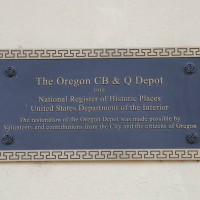 The Oregon CB & Q Depot
1914
National Register of Historic Places
United States Department of the Interior
The restoration of the Oregon Depot was made possible by
Volunteers and contributions from the City and the citizens of Oregon